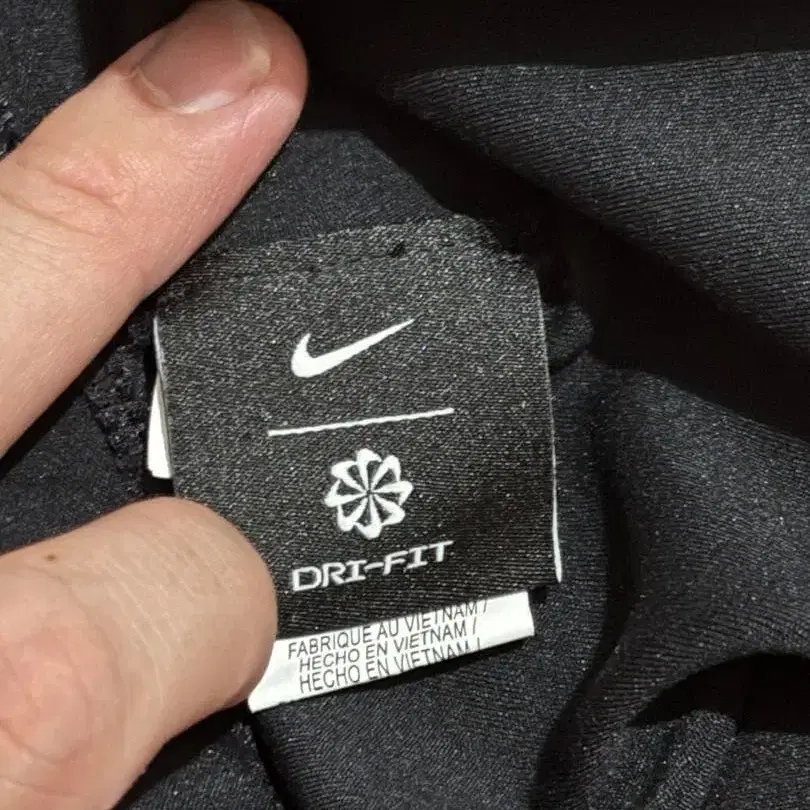 DRI-FIT
FABRIQUE AU VIETNAM /
HECHO EN VIETNAM /
HECHO EN VIETNAM /